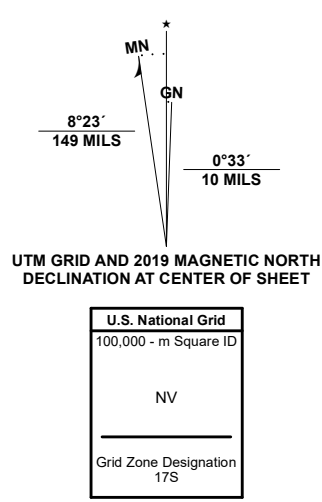 ★
MN
GN
8°23´
149 MILS
0°33´
10 MILS
UTM GRID AND 2019 MAGNETIC NORTH
DECLINATION AT CENTER OF SHEET
U.S. National Grid
100,000 - m Square ID
NV
Grid Zone Designation
17S